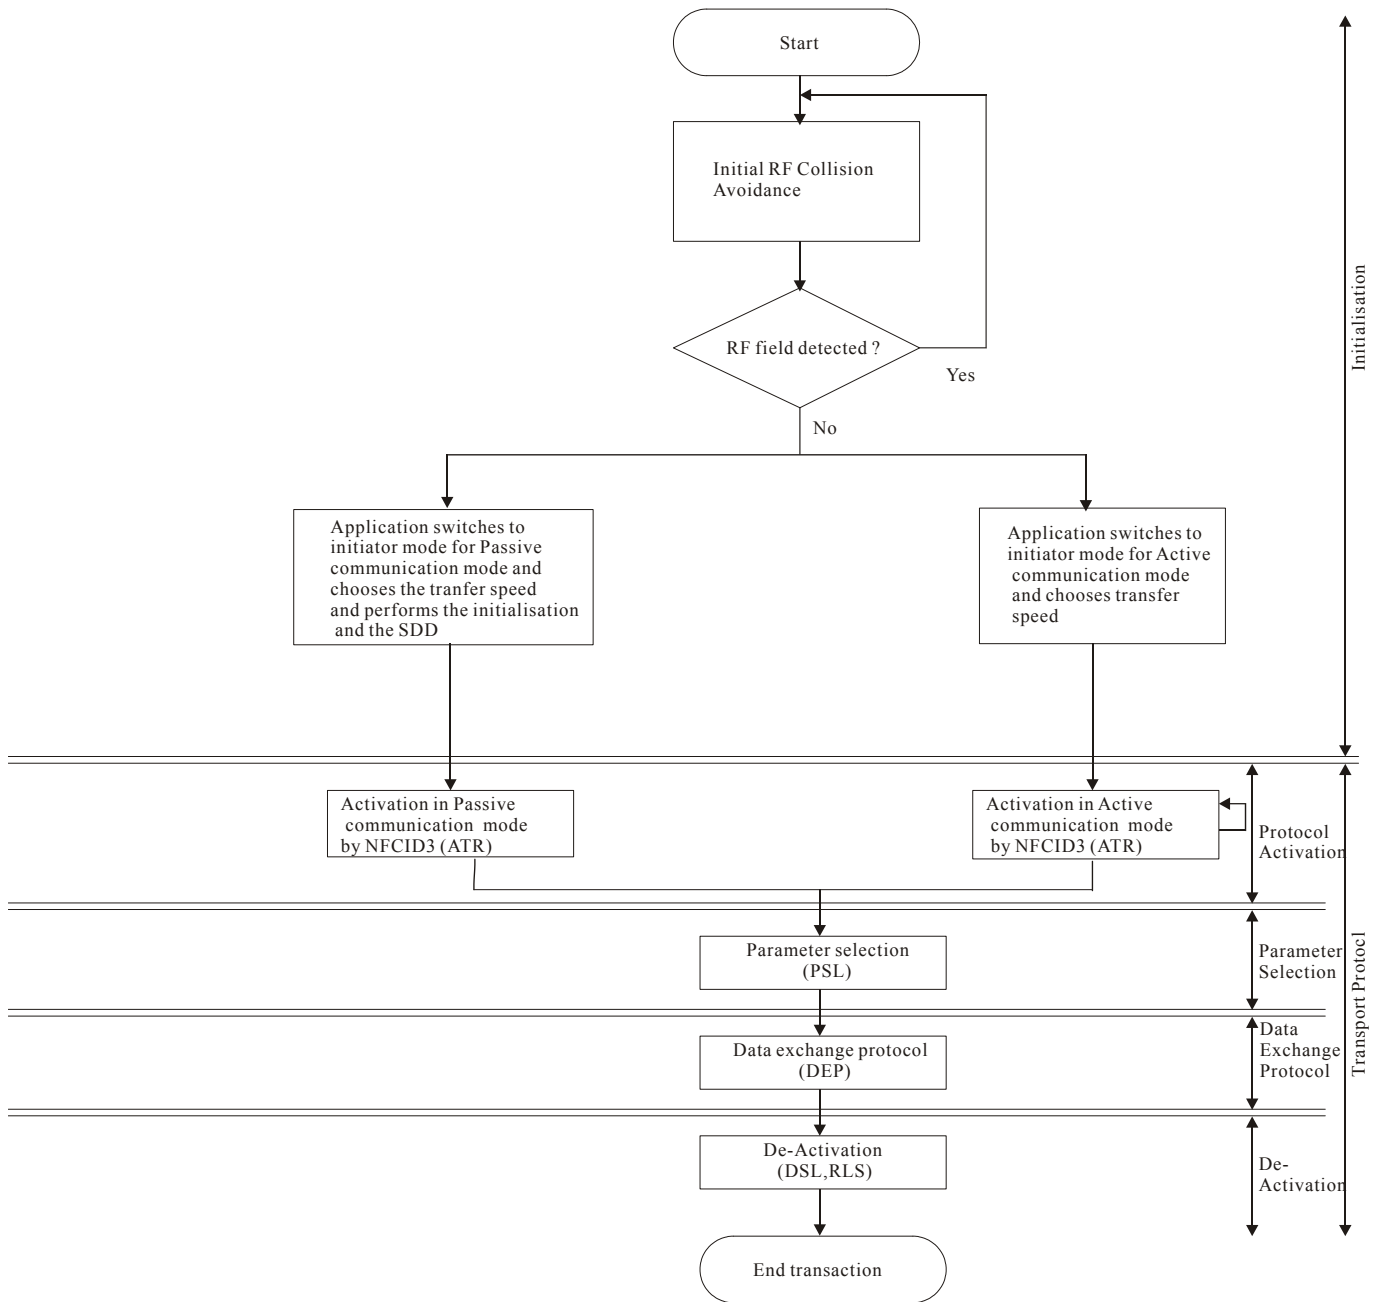 Start
Initial RF Collision
Avoidance
RF field detected ?
Yes
No
Initialisation
Application switches to
initiator mode for Passive
communication mode and
chooses the tranfer speed
and performs the initialisation
and the SDD
Application switches to
initiator mode for Active
communication mode
and chooses transfer
speed
Activation in Passive
communication mode
by NFCID3 (ATR)
Activation in Active
communication mode
by NFCID3 (ATR)
Protocol
Activation
Parameter selection
(PSL)
Parameter
Selection
Transport Protocl
Data exchange protocol
(DEP)
Data
Exchange
Protocol
De-Activation
(DSL,RLS)
De-
Activation
End transaction